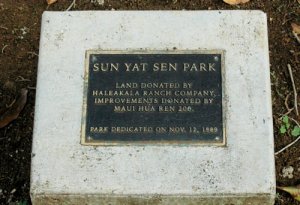 SUN YAT SEN PARK
LAND DONATED BY
HALEAKALA RANCH COMPANY,
IMPROVEMENTS DONATED BY
MAUI HUA REN 206.
PARK DEDICATED ON NOV. 12, 1989